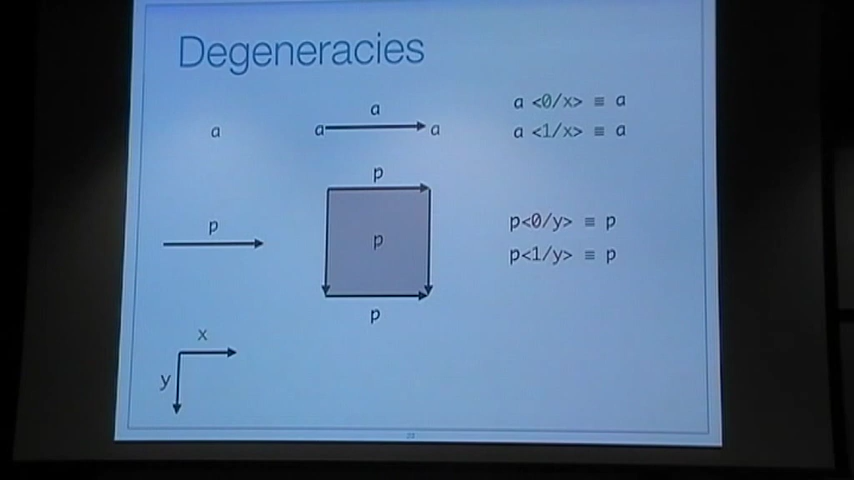 Degeneracies
a
a
a a
a <0/x> ≡ a
a <1/x> ≡ a
p
p
p
p
p<0/y> ≡ p
p<1/y> ≡ p
x
y